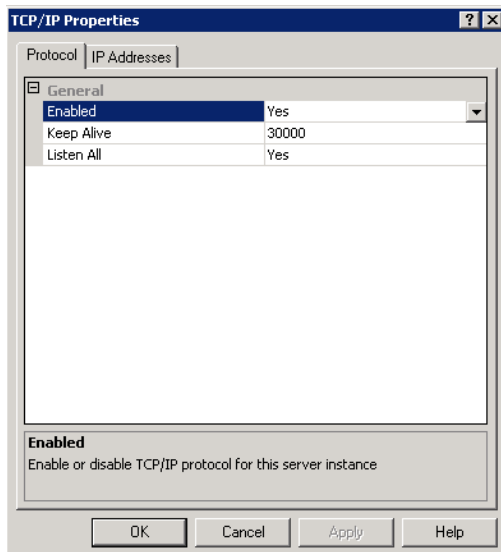 TCP/IP Properties
Protocol IP Addresses
General
Enabled Yes
Keep Alive 30000
Listen All Yes
Enabled
Enable or disable TCP/IP protocol for this server instance
OK Cancel Apply Help